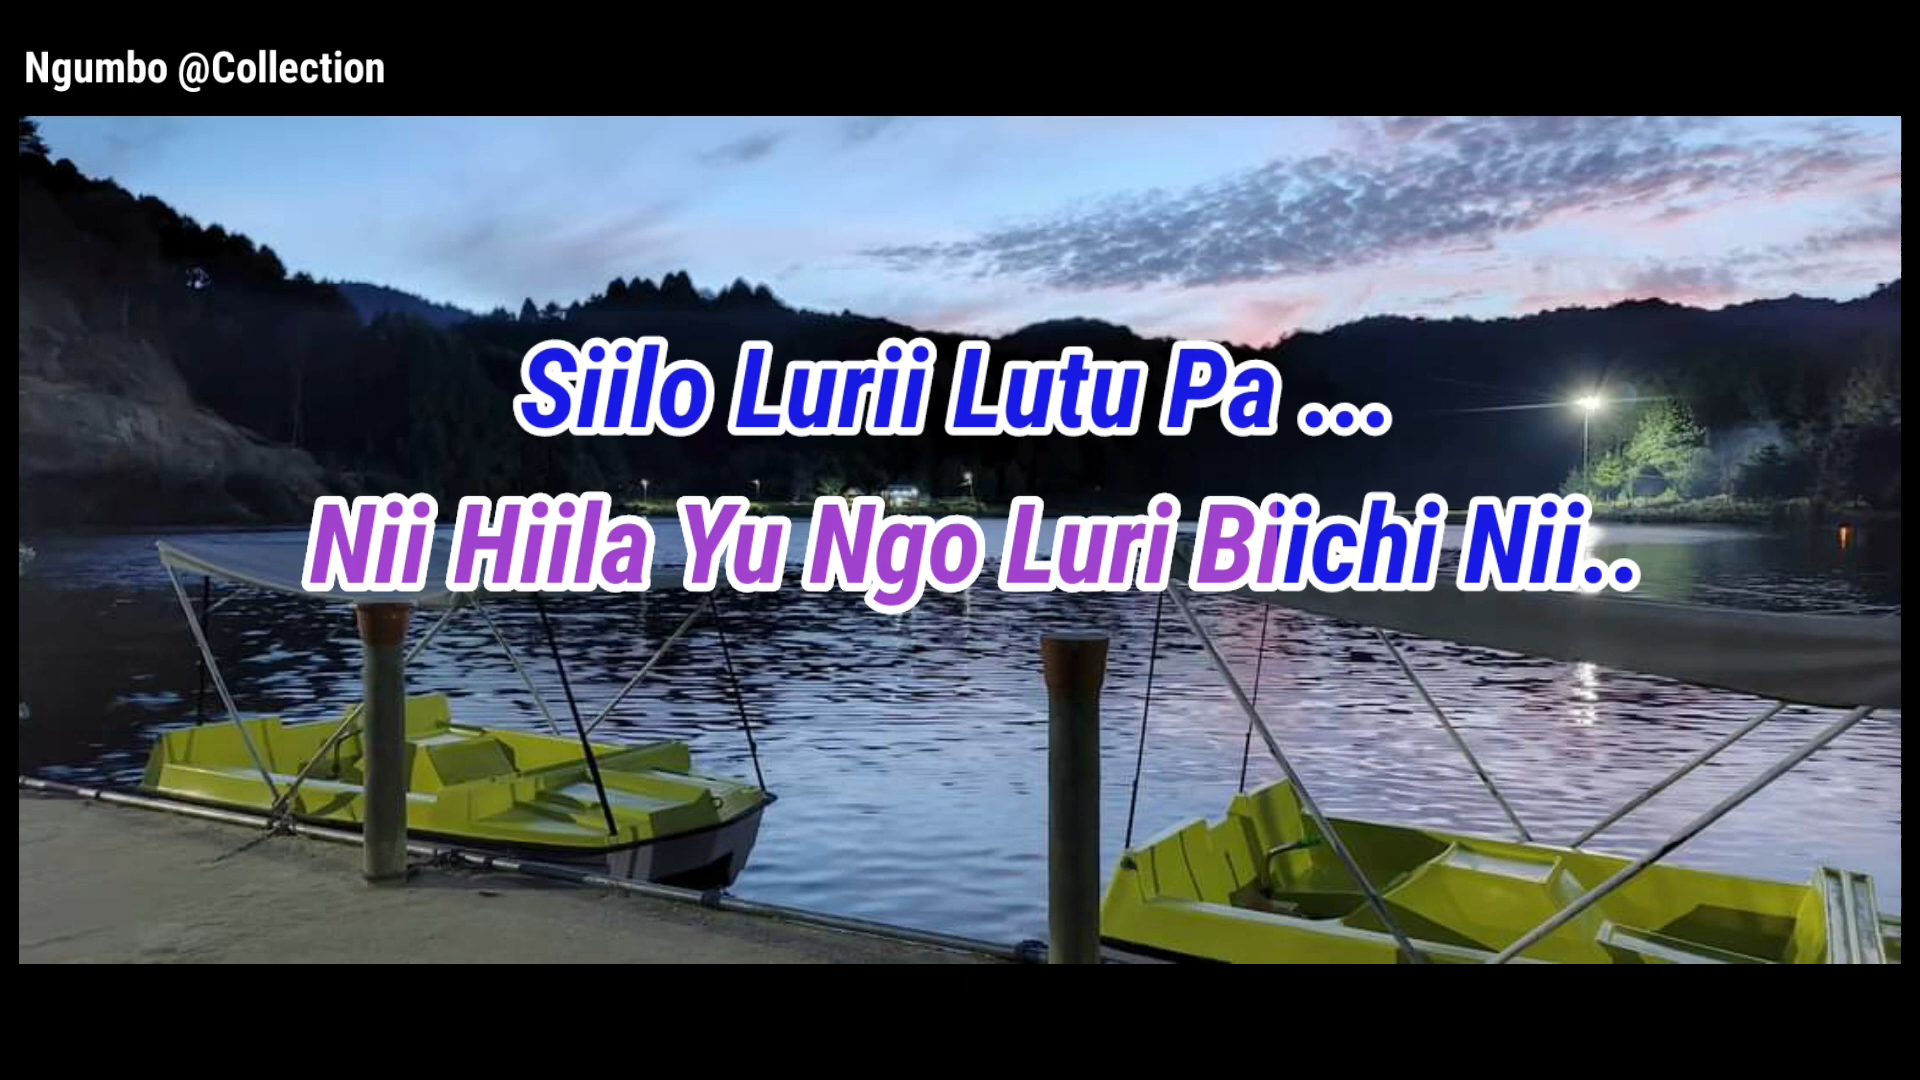 Ngumbo @Collection
Siilo Lurii Lutu Pa ...
Nii Hiila Yu Ngo Luri Biichi Nii..